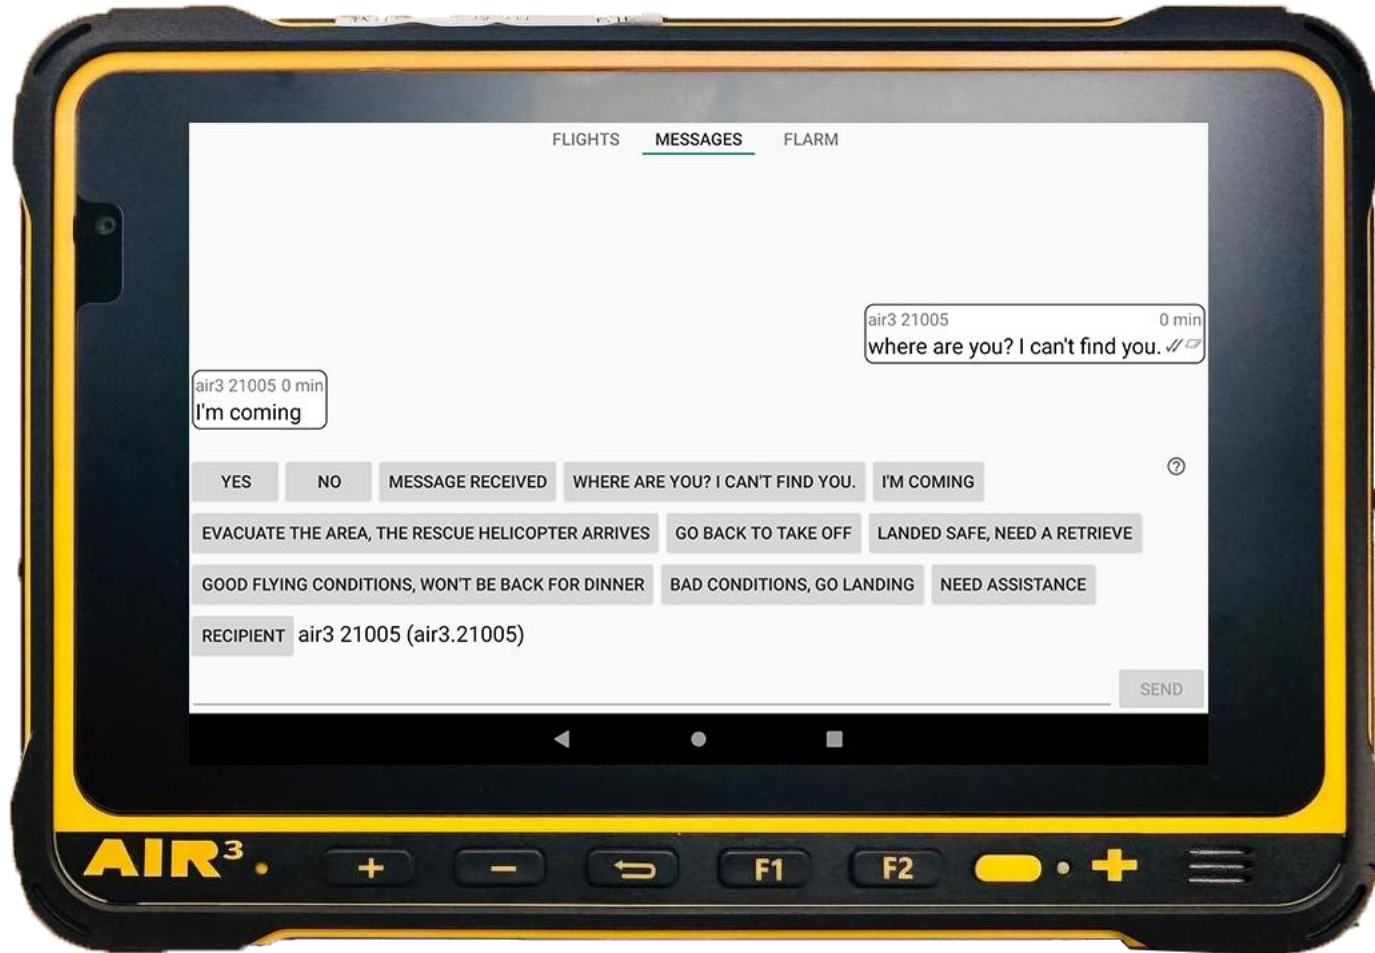 FLIGHTS MESSAGES FLARM
air3 21005 0 min
where are you? I can't find you.
air3 21005 0 min
I'm coming
YES NO MESSAGE RECEIVED WHERE ARE YOU? I CAN'T FIND YOU. I'M COMING
EVACUATE THE AREA, THE RESCUE HELICOPTER ARRIVES GO BACK TO TAKE OFF LANDED SAFE, NEED A RETRIEVE
GOOD FLYING CONDITIONS, WON'T BE BACK FOR DINNER BAD CONDITIONS, GO LANDING NEED ASSISTANCE
RECIPIENT air3 21005 (air3.21005)
SEND
AIR³ + − F1 F2 +